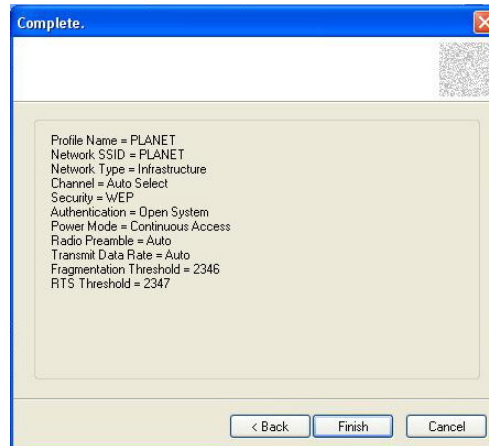 Complete.
Profile Name = PLANET
Network SSID = PLANET
Network Type = Infrastructure
Channel = Auto Select
Security = WEP
Authentication = Open System
Power Mode = Continuous Access
Radio Preamble = Auto
Transmit Data Rate = Auto
Fragmentation Threshold = 2346
RTS Threshold = 2347
< Back Finish Cancel